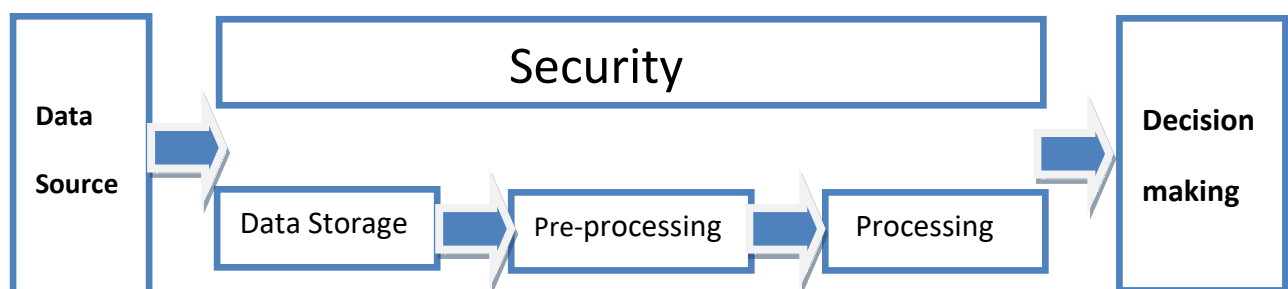 Security
Data
Source
Data Storage
Pre-processing
Processing
Decision
making